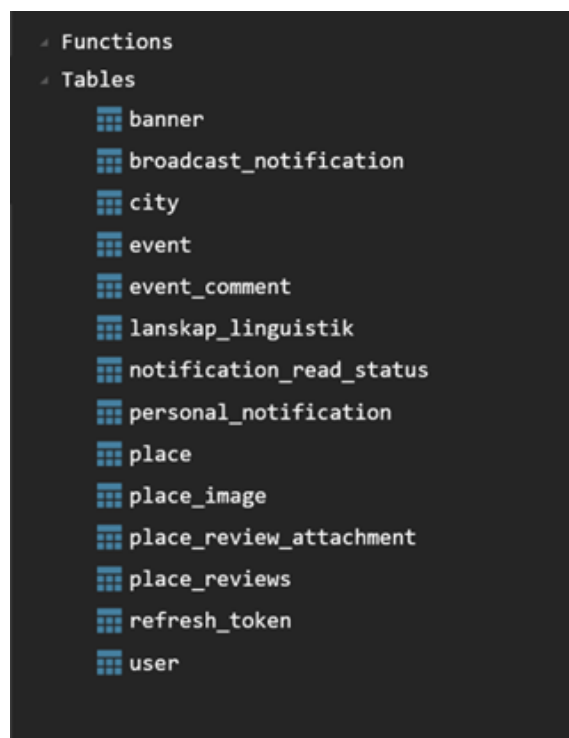 Functions
Tables
banner
broadcast_notification
city
event
event_comment
lanskap_linguistik
notification_read_status
personal_notification
place
place_image
place_review_attachment
place_reviews
refresh_token
user